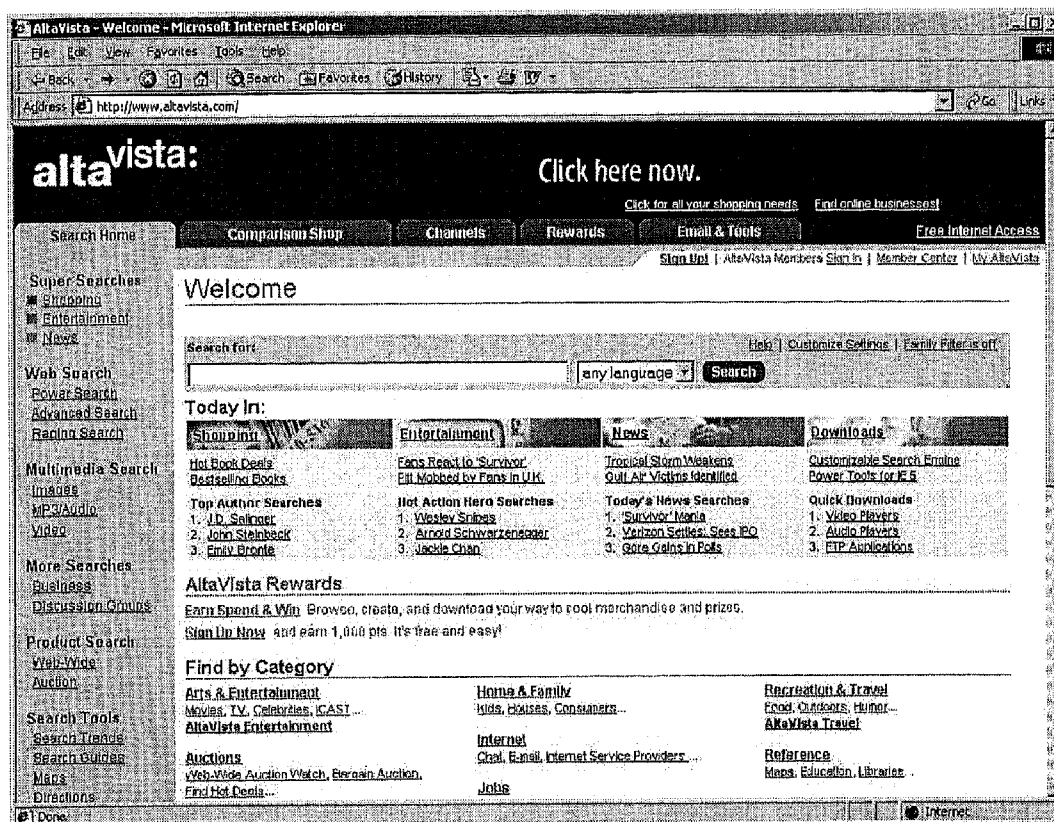 AltaVista - Welcome - Microsoft Internet Explorer
File Edit View Favorites Tools Help
Back Search Favorites History
Address http://www.altavista.com/ Go Links
alta vista:
Click here now.
Click for all your shopping needs Find online businesses!
Search Home Comparison Shop Channels Rewards Email & Tools Free Internet Access
Sign Up! | AltaVista Members Sign In | Member Center | My AltaVista
Super Searches
Shopping
Entertainment
News
Web Search
Power Search
Advanced Search
Raging Search
Multimedia Search
Images
MP3/Audio
Video
More Searches
Business
Discussion Groups
Product Search
Web-Wide
Auction
Search Tools
Search Trends
Search Guides
Maps
Directions
Welcome
Search for: Help | Customize Settings | Family Filter is off
any language Search
Today In:
Shopping Entertainment News Downloads
Hot Book Deals Fans React to 'Survivor' Tropical Storm Weakens Customizable Search Engine
Bestselling Books Mobbed by Fans in U.K. Gulf Air Victims Identified Power Tools for IE 5
Top Author Searches Hot Action Hero Searches Today's News Searches Quick Downloads
1. J.D. Salinger 1. Wesley Snipes 1. 'Survivor' Mania 1. Video Players
2. John Steinbeck 2. Arnold Schwarzenegger 2. Verizon Settles: Sees IPO 2. Audio Players
3. Emily Bronte 3. Jackie Chan 3. Gore Gains in Polls 3. FTP Applications
AltaVista Rewards
Earn Spend & Win Browse, create, and download your way to cool merchandise and prizes.
Sign Up Now and earn 1,000 pts. It's free and easy!
Find by Category
Arts & Entertainment Home & Family Recreation & Travel
Movies, TV, Celebrities, iCAST... Kids, Houses, Consumers... Food, Outdoors, Humor...
AltaVista Entertainment AltaVista Travel
Internet
Auctions Chat, E-mail, Internet Service Providers... Reference
Web-Wide Auction Watch, Bargain Auction, Maps, Education, Libraries...
Find Hot Deals... Jobs
Done Internet